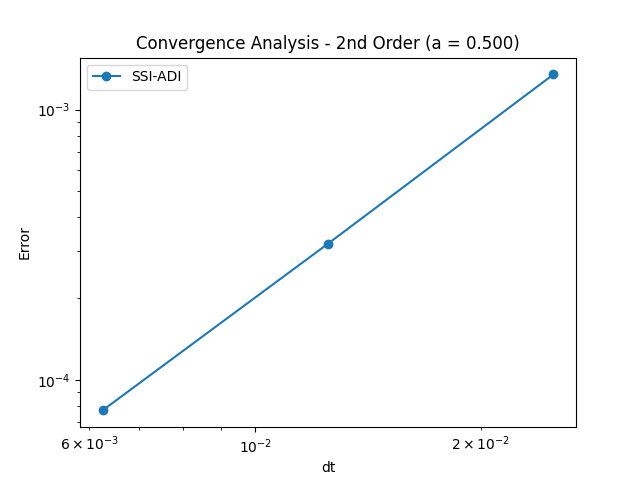 Convergence Analysis - 2nd Order (a = 0.500)
SSI-ADI
10⁻³
10⁻⁴
Error
6 × 10⁻³
10⁻²
2 × 10⁻²
dt